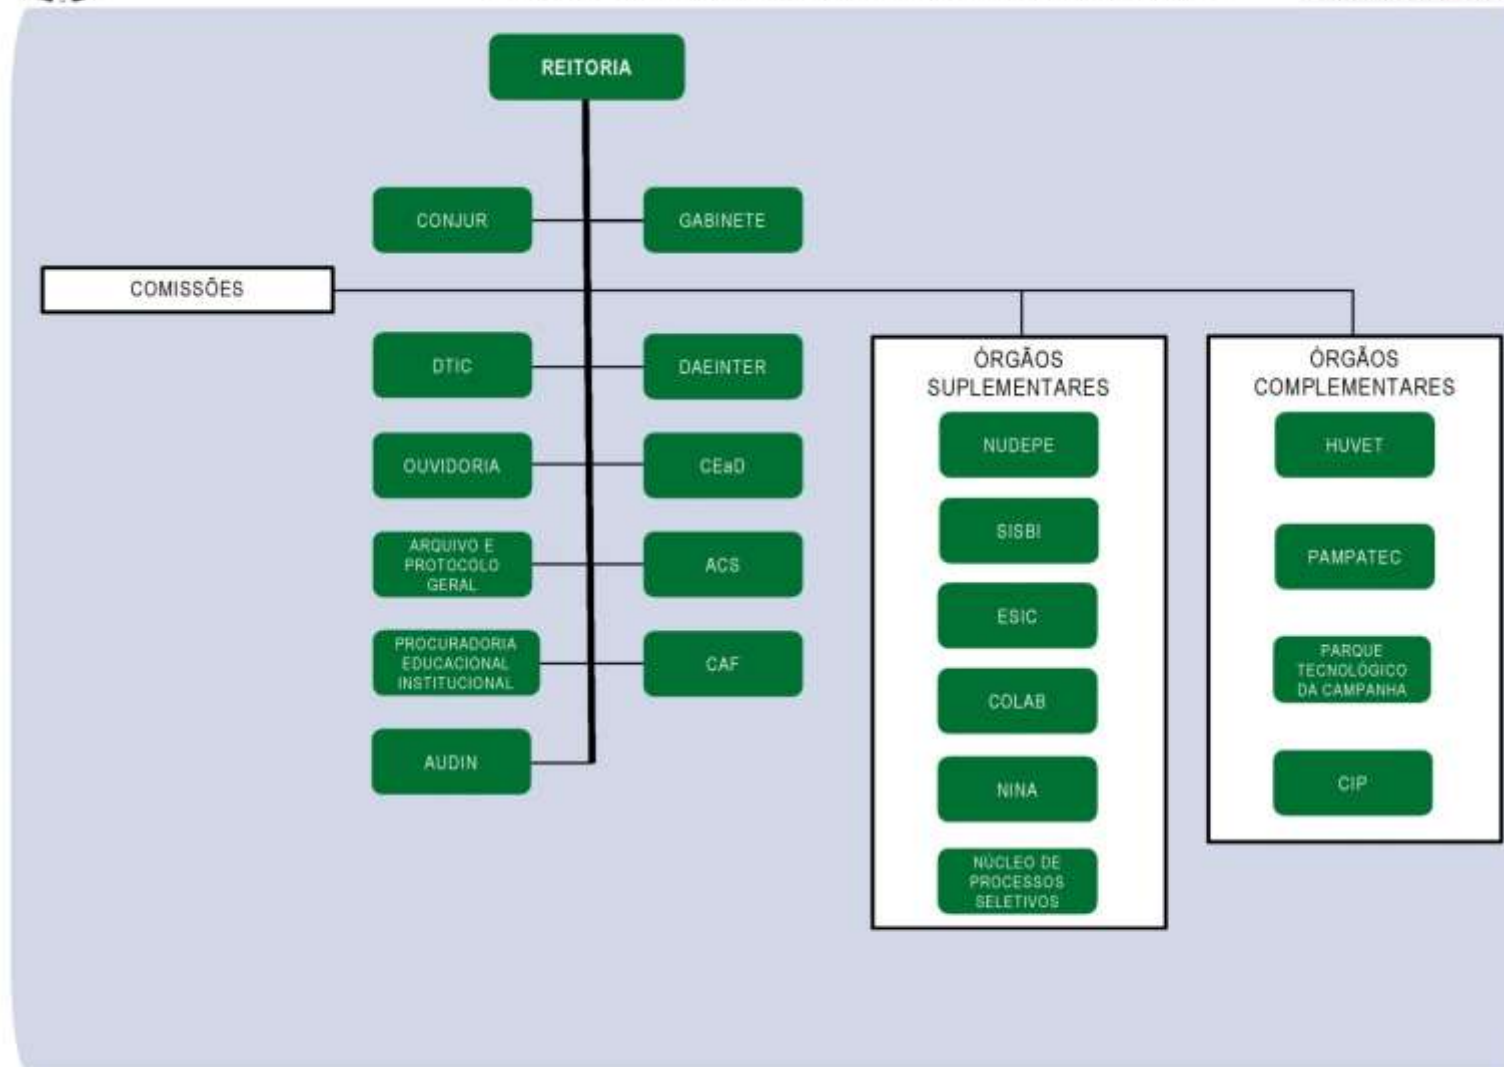 REITORIA
CONJUR
GABINETE
COMISSÕES
DTIC
DAEINTER
OUVIDORIA
CEaD
ARQUIVO E
PROTOCOLO
GERAL
ACS
PROCURADORIA
EDUCACIONAL
INSTITUCIONAL
CAF
AUDIN
ÓRGÃOS
SUPLEMENTARES
NUDEPE
SISBI
ESIC
COLAB
NINA
NÚCLEO DE
PROCESSOS
SELETIVOS
ÓRGÃOS
COMPLEMENTARES
HUVET
PAMPATEC
PARQUE
TECNOLÓGICO
DA CAMPANHA
CIP